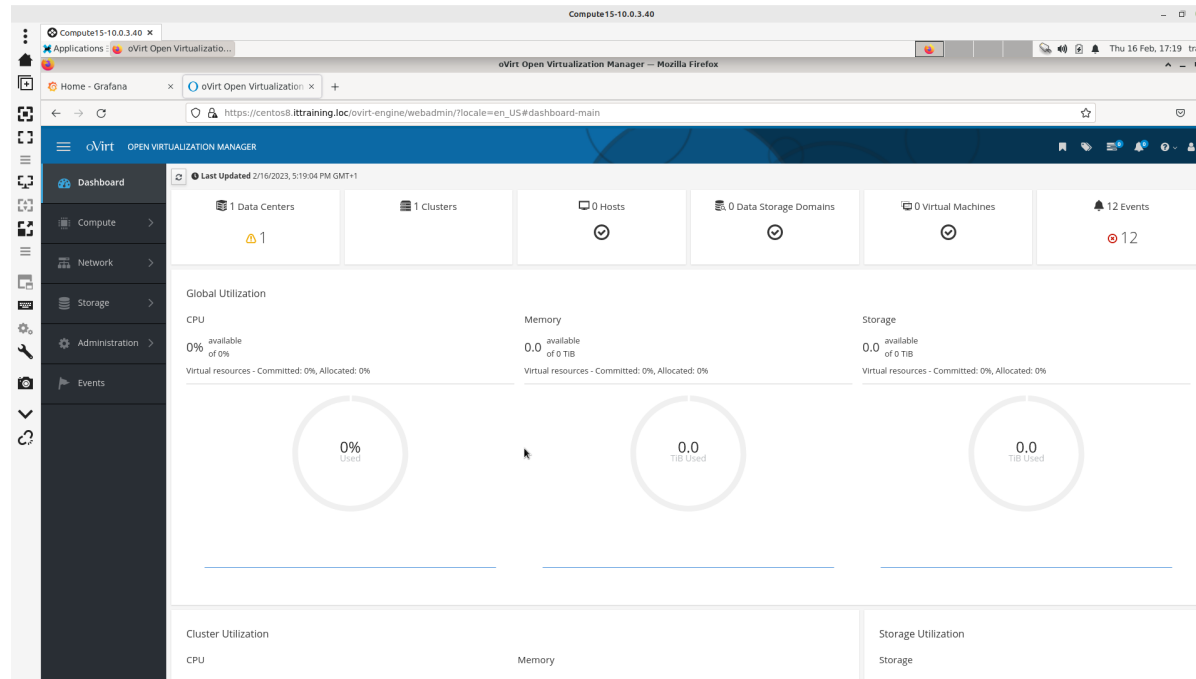 Compute15-10.0.3.40
Compute15-10.0.3.40 ×
Applications : oVirt Open Virtualizatio...
Thu 16 Feb, 17:19
oVirt Open Virtualization Manager — Mozilla Firefox
Home - Grafana ×
oVirt Open Virtualization × +
https://centos8.ittraining.loc/ovirt-engine/webadmin/?locale=en_US#dashboard-main
oVirt OPEN VIRTUALIZATION MANAGER
Dashboard
Compute
Network
Storage
Administration
Events
Last Updated 2/16/2023, 5:19:04 PM GMT+1
1 Data Centers
1
1 Clusters
0 Hosts
0 Data Storage Domains
0 Virtual Machines
12 Events
12
Global Utilization
CPU
0% available
of 0%
Virtual resources - Committed: 0%, Allocated: 0%
0%
Used
Memory
0.0 available
of 0 TiB
Virtual resources - Committed: 0%, Allocated: 0%
0.0
TiB Used
Storage
0.0 available
of 0 TiB
Virtual resources - Committed: 0%, Allocated: 0%
0.0
TiB Used
Cluster Utilization
CPU
Memory
Storage Utilization
Storage